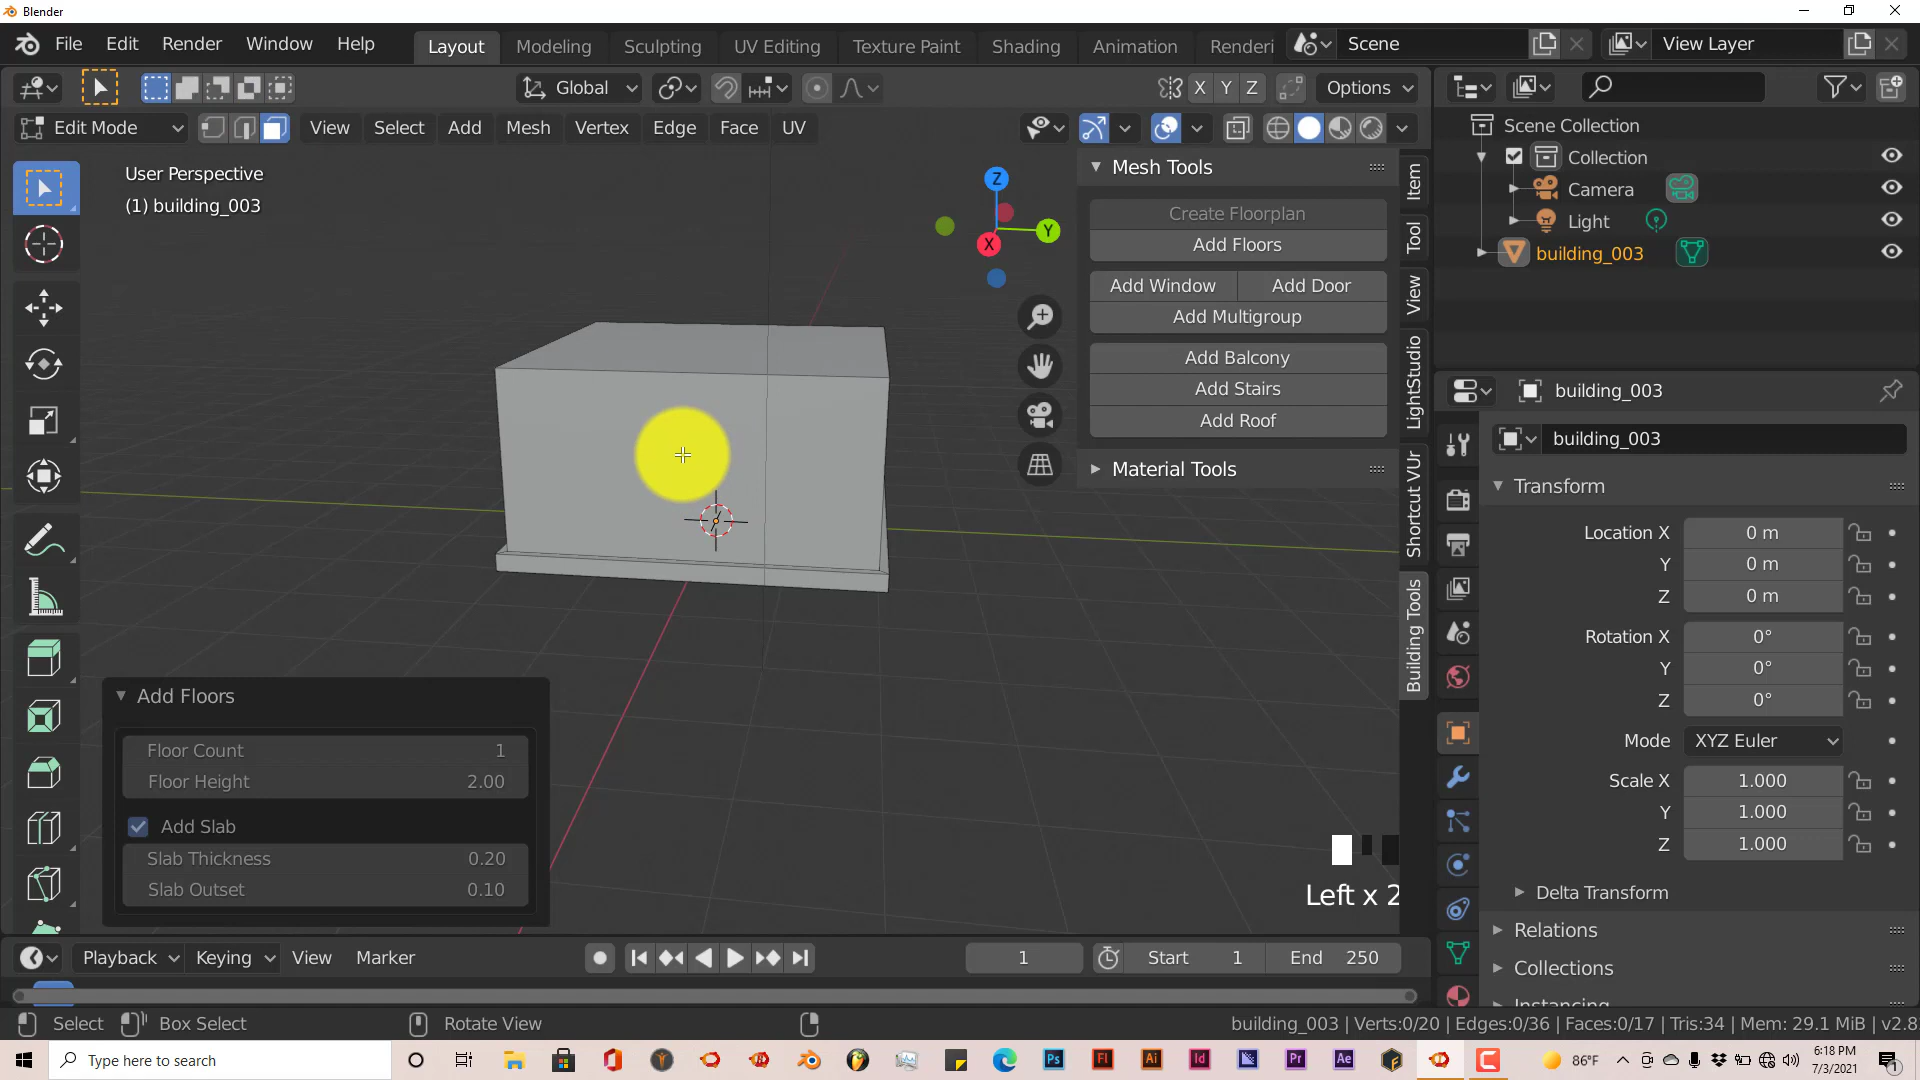 Blender
File Edit Render Window Help Layout Modeling Sculpting UV Editing Texture Paint Shading Animation Renderi Scene View Layer
Global X Y Z Options
Edit Mode View Select Add Mesh Vertex Edge Face UV
User Perspective
(1) building_003
Z
Y
X
Mesh Tools
Create Floorplan
Add Floors
Add Window Add Door
Add Multigroup
Add Balcony
Add Stairs
Add Roof
Material Tools
Item
Tool
View
LightStudio
Shortcut VUr
Building Tools
Scene Collection
Collection
Camera
Light
building_003
building_003
building_003
Transform
Location X 0 m
Y 0 m
Z 0 m
Rotation X 0°
Y 0°
Z 0°
Mode XYZ Euler
Scale X 1.000
Y 1.000
Z 1.000
Delta Transform
Relations
Collections
Instancing
Add Floors
Floor Count 1
Floor Height 2.00
Add Slab
Slab Thickness 0.20
Slab Outset 0.10
Left x 2
Playback Keying View Marker 1 Start 1 End 250
Select Box Select Rotate View building_003 | Verts:0/20 | Edges:0/36 | Faces:0/17 | Tris:34 | Mem: 29.1 MiB | v2.8
Type here to search Ps Fl Ai Id Pr Ae 86°F 6:18 PM
7/3/2021 1